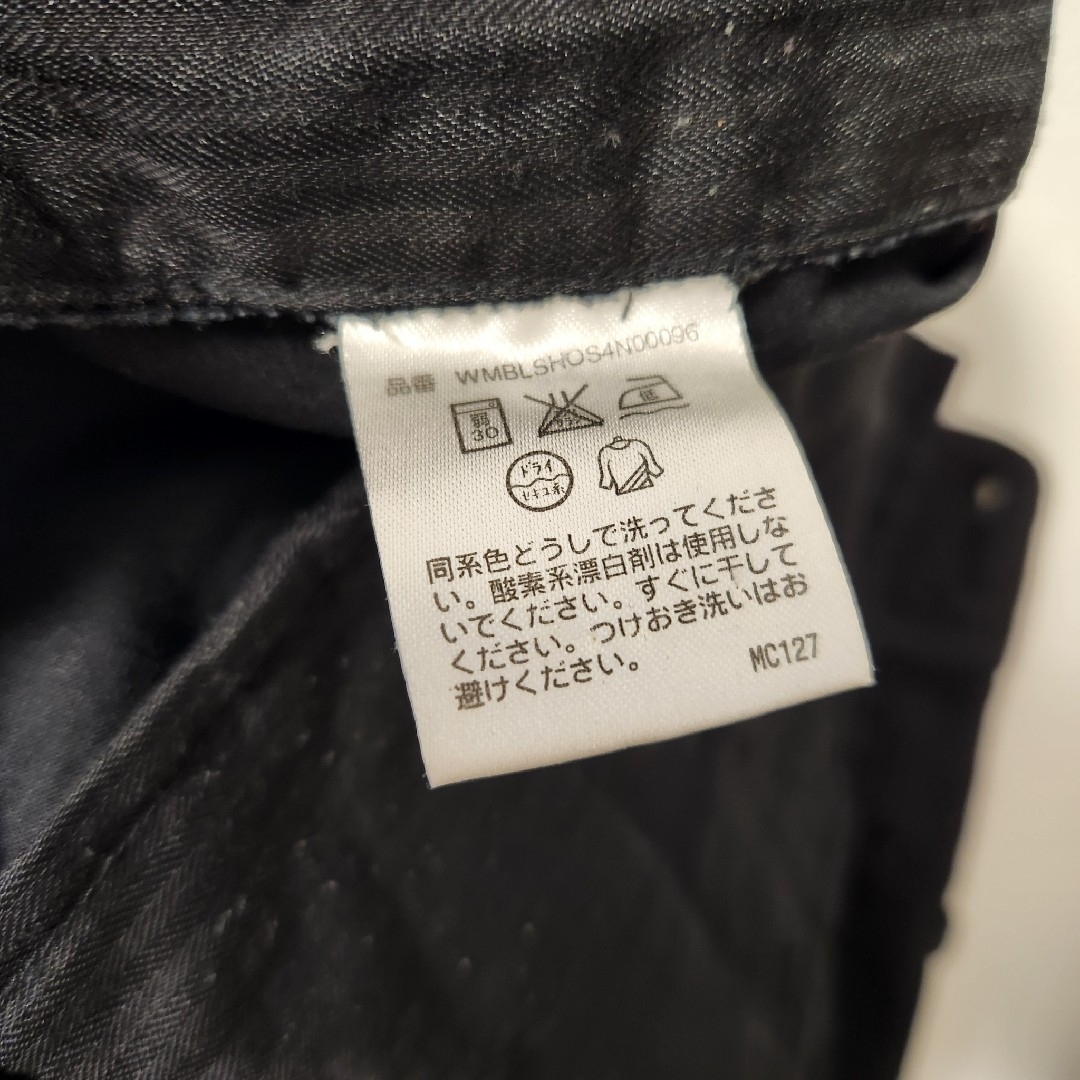 品番 WMBLSHOS4N00096
弱
30
低
ドライ
セキユ系
同系色どうしで洗ってくださ
い。酸素系漂白剤は使用しな
いでください。すぐに干して
ください。つけおき洗いはお
避けください。
MC127